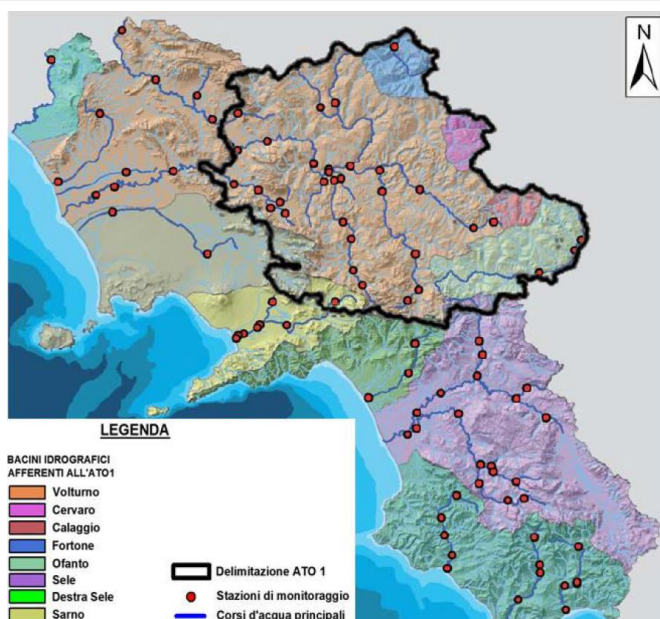 N
LEGENDA
BACINI IDROGRAFICI
AFFERENTI ALL'ATO1
Volturno
Cervaro
Calaggio
Fortone
Ofanto
Sele
Destra Sele
Sarno
Delimitazione ATO 1
Stazioni di monitoraggio
Corsi d'acqua principali